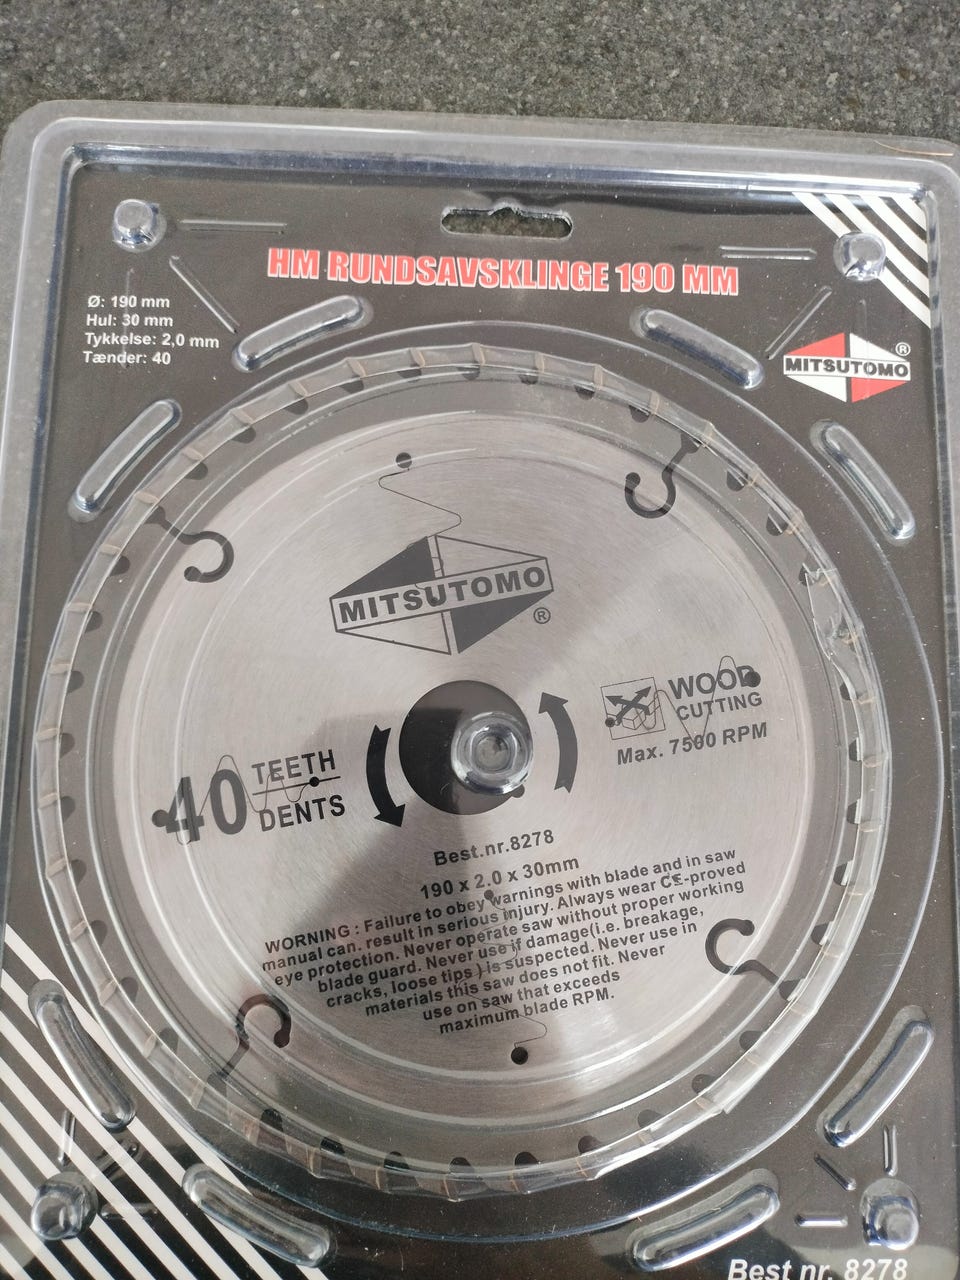 HM RUNDSAVSKLINGE 190 MM
Ø: 190 mm
Hul: 30 mm
Tykkelse: 2,0 mm
Tænder: 40
MITSUTOMO ®
MITSUTOMO
®
WOOD
CUTTING
Max. 7500 RPM
40 TEETH
DENTS
Best.nr.8278
190 x 2.0 x 30mm
WORNING : Failure to obey warnings with blade and in saw
manual can. result in serious injury. Always wear CE-proved
eye protection. Never operate saw without proper working
blade guard. Never use if damage(i.e. breakage,
cracks, loose tips ) is suspected. Never use in
materials this saw does not fit. Never
use on saw that exceeds
maximum blade RPM.
Best nr. 8278